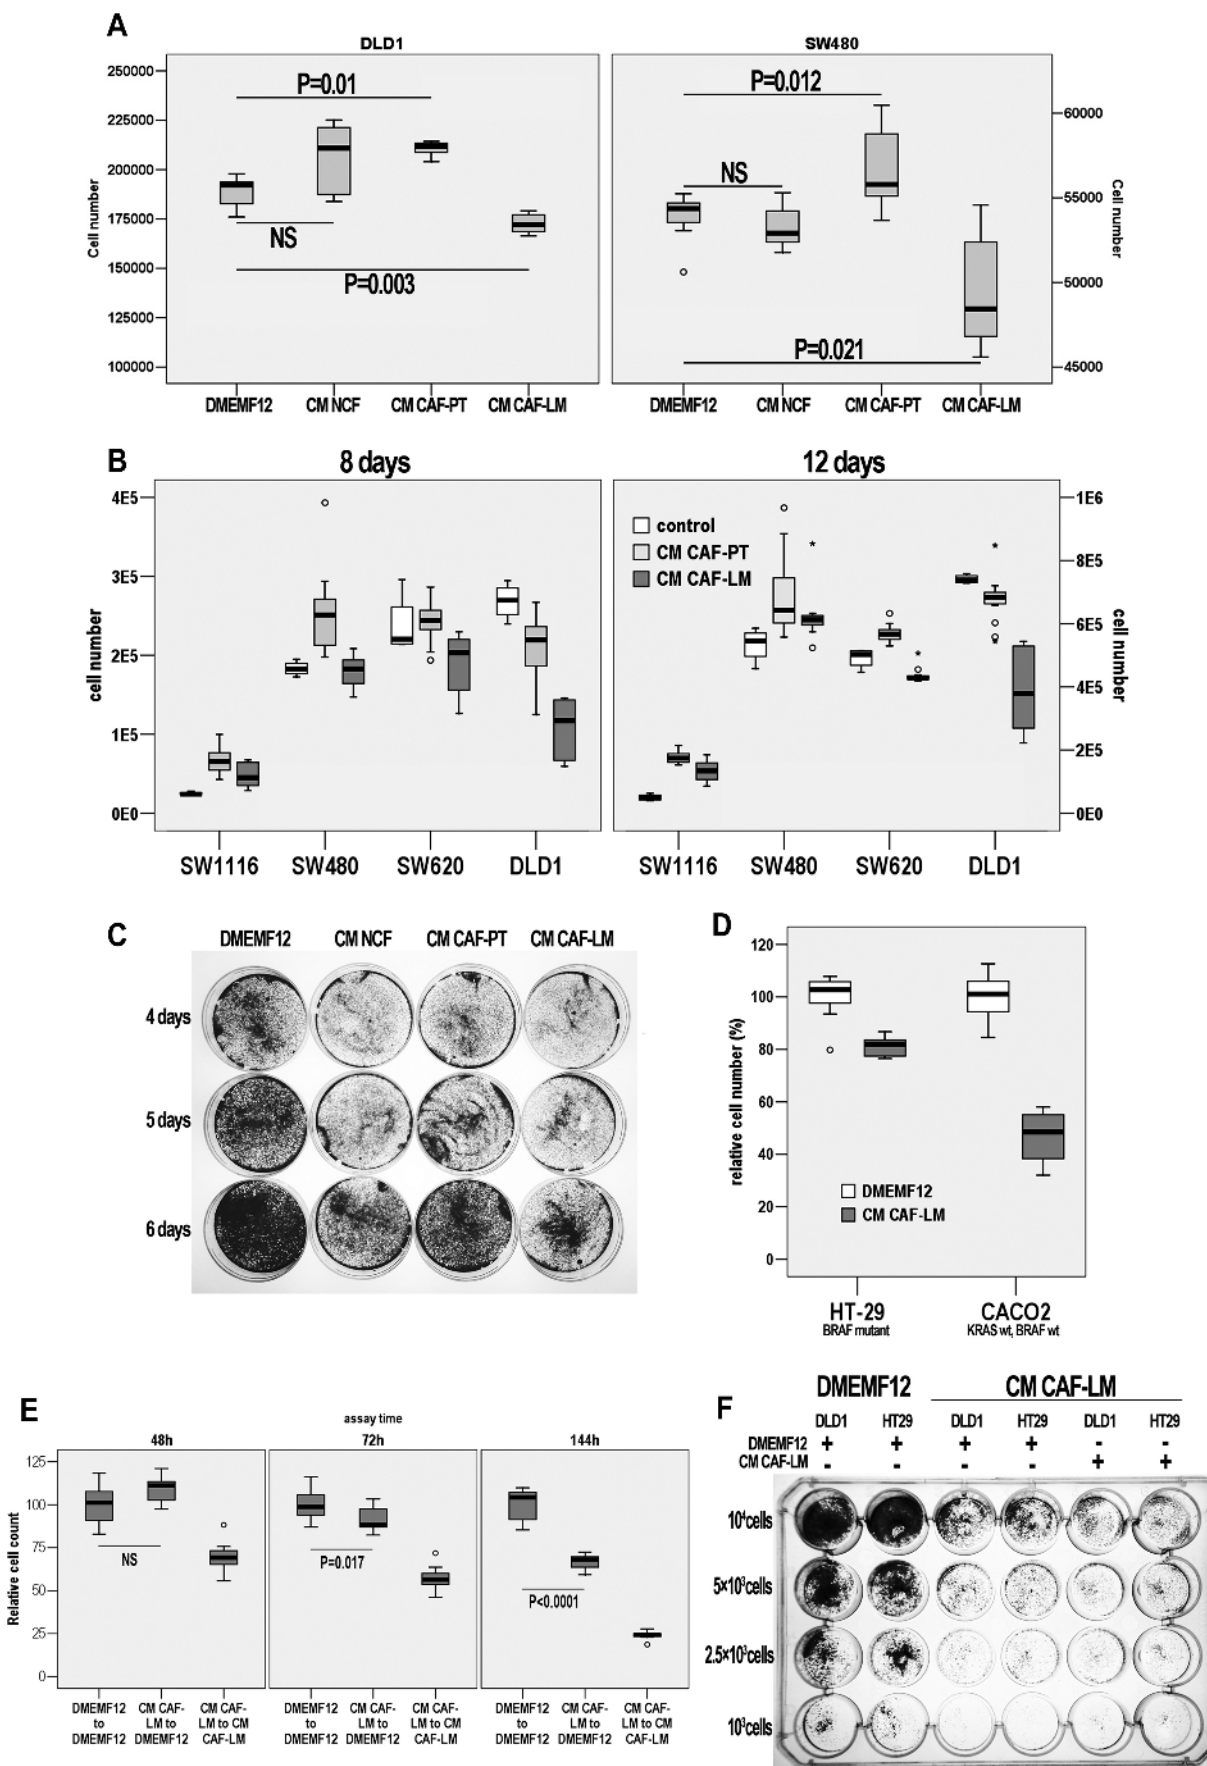 A
DLD1
SW480
250000
225000
200000
175000
150000
125000
100000
Cell number
P=0.01
NS
P=0.003
P=0.012
NS
P=0.021
60000
55000
50000
45000
Cell number
DMEMF12 CM NCF CM CAF-PT CM CAF-LM
DMEMF12 CM NCF CM CAF-PT CM CAF-LM
B
8 days
12 days
4E5
3E5
2E5
1E5
0E0
cell number
control
CM CAF-PT
CM CAF-LM
1E6
8E5
6E5
4E5
2E5
0E0
cell number
SW1116 SW480 SW620 DLD1
SW1116 SW480 SW620 DLD1
C
DMEMF12 CM NCF CM CAF-PT CM CAF-LM
4 days
5 days
6 days
D
120
100
80
60
40
20
0
relative cell number (%)
DMEMF12
CM CAF-LM
HT-29
BRAF mutant
CACO2
KRAS wt, BRAF wt
E
assay time
48h
72h
144h
125
100
75
50
25
0
Relative cell count
NS
P=0.017
P<0.0001
DMEMF12 to DMEMF12
CM CAF-LM to DMEMF12
CM CAF-LM to CM CAF-LM
DMEMF12 to DMEMF12
CM CAF-LM to DMEMF12
CM CAF-LM to CM CAF-LM
DMEMF12 to DMEMF12
CM CAF-LM to DMEMF12
CM CAF-LM to CM CAF-LM
F
DMEMF12 CM CAF-LM
DLD1 HT29 DLD1 HT29 DLD1 HT29
DMEMF12 + + + + - -
CM CAF-LM - - - - + +
10⁴cells
5×10³cells
2.5×10³cells
10³cells